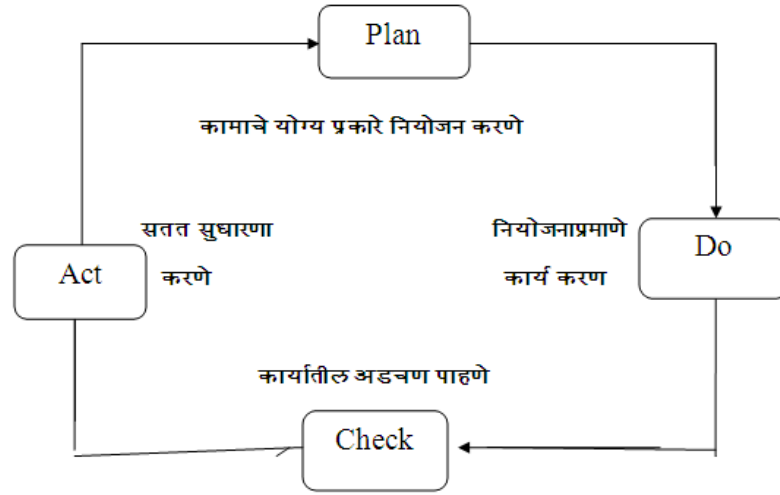 Plan
कामाचे योग्य प्रकारे नियोजन करणे
सतत सुधारणा
करणे
Act
नियोजनाप्रमाणे
कार्य करण
Do
कार्यातील अडचण पाहणे
Check